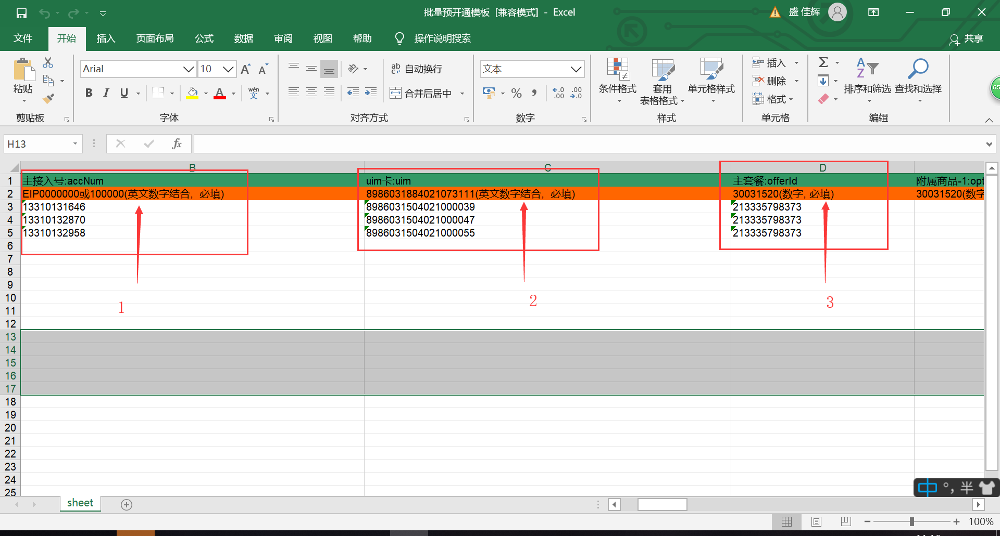 批量预开通模板 [兼容模式] - Excel
盛 佳辉
文件 开始 插入 页面布局 公式 数据 审阅 视图 帮助 操作说明搜索 共享
Arial 10 ab 自动换行 文本 插入
粘贴 条件格式 套用 单元格样式 删除 排序和筛选 查找和选择
B I U A wén 文 合并后居中 % 表格格式 格式
剪贴板 字体 对齐方式 数字 样式 单元格 编辑
65
H13 fx
B C D
1 主接入号:accNum uim卡:uim 主套餐:offerId 附属商品-1:opt
2 EIP0000000或100000(英文数字结合，必填) 8986031884021073111(英文数字结合，必填) 30031520(数字, 必填) 30031520(数字
3 13310131646 8986031504021000039 213335798373
4 13310132870 8986031504021000047 213335798373
5 13310132958 8986031504021000055 213335798373
6
7
8
9
10
11
12
1 2 3
13
14
15
16
17
18
19
20
21
22
23
24
25
中 °, 半
sheet
100%